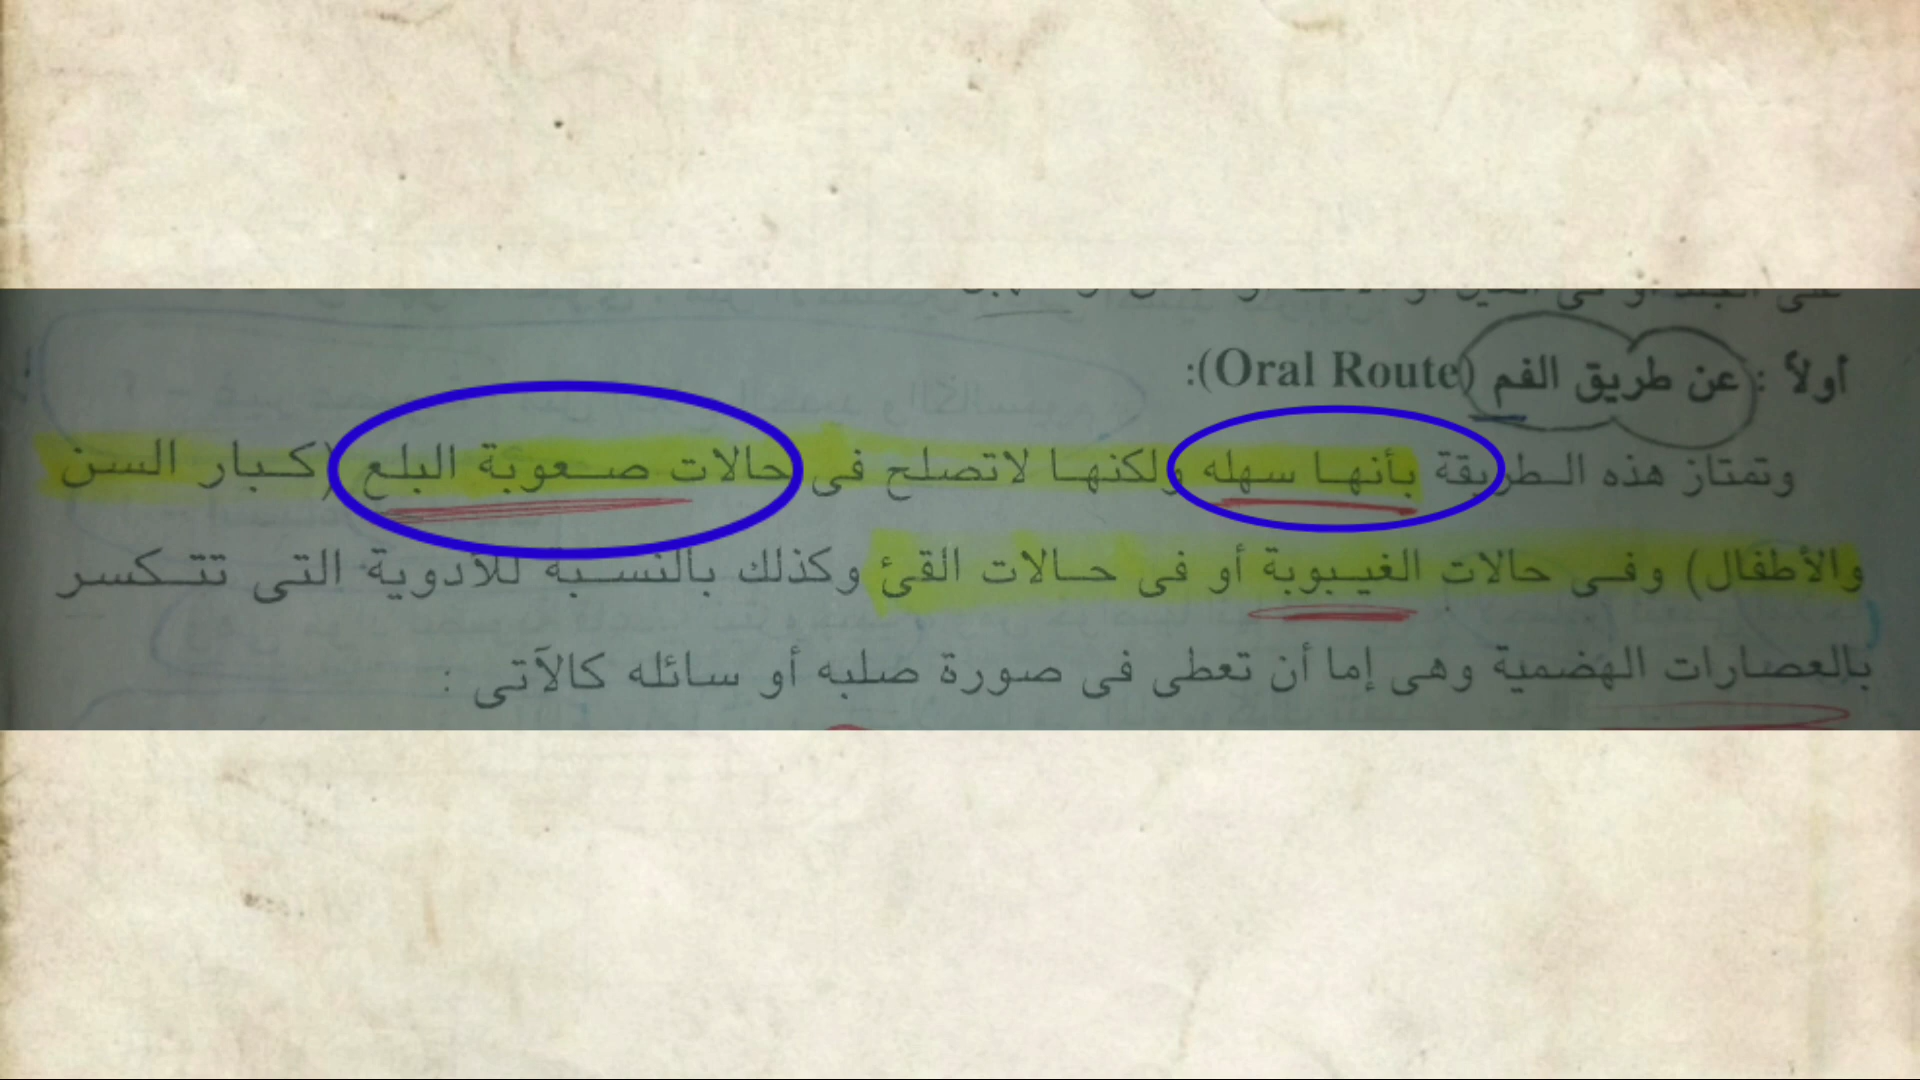 أولاً : عن طريق الفم (Oral Route):
وتمتاز هذه الطريقة بأنها سهله ولكنها لاتصلح فى حالات صعوبة البلع (كبار السن
والأطفال) وفى حالات الغيبوبة أو فى حالات القئ وكذلك بالنسبة للأدوية التى تتكسر
بالعصارات الهضمية وهى إما أن تعطى فى صورة صلبه أو سائله كالآتى :